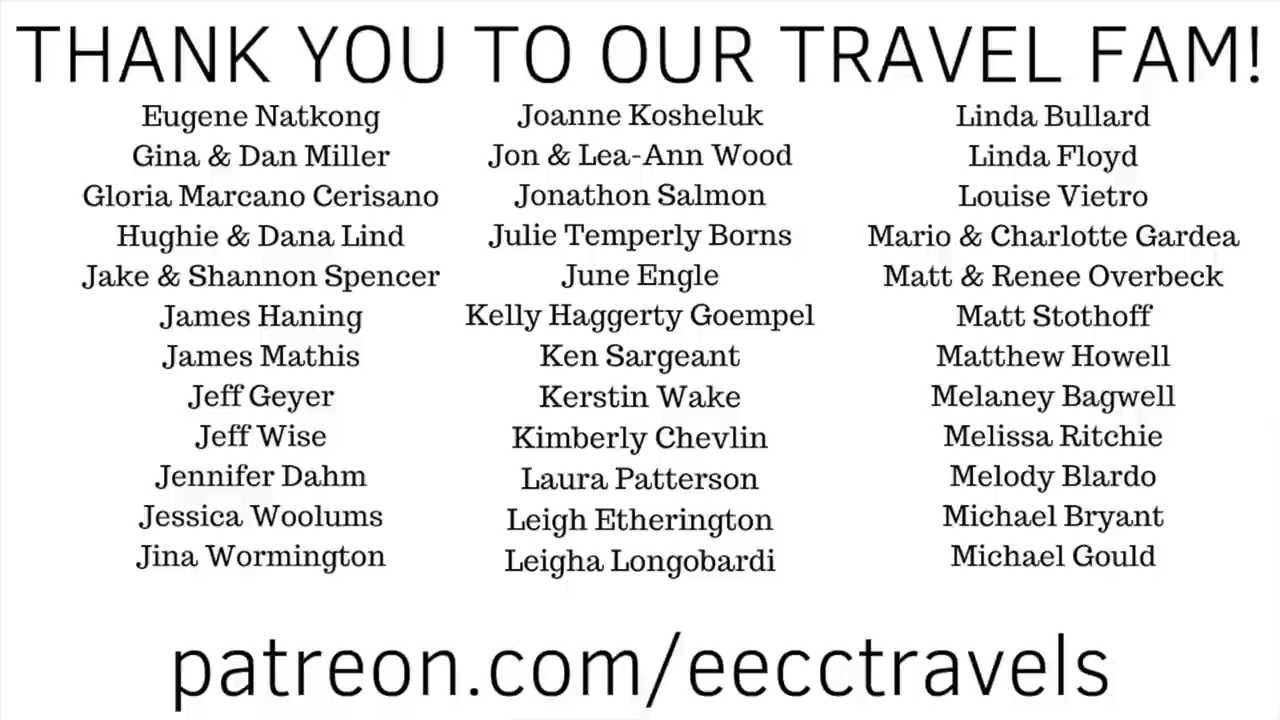 THANK YOU TO OUR TRAVEL FAM!
Eugene Natkong
Gina & Dan Miller
Gloria Marcano Cerisano
Hughie & Dana Lind
Jake & Shannon Spencer
James Haning
James Mathis
Jeff Geyer
Jeff Wise
Jennifer Dahm
Jessica Woolums
Jina Wormington
Joanne Kosheluk
Jon & Lea-Ann Wood
Jonathon Salmon
Julie Temperly Borns
June Engle
Kelly Haggerty Goempel
Ken Sargeant
Kerstin Wake
Kimberly Chevlin
Laura Patterson
Leigh Etherington
Leigha Longobardi
Linda Bullard
Linda Floyd
Louise Vietro
Mario & Charlotte Gardea
Matt & Renee Overbeck
Matt Stothoff
Matthew Howell
Melaney Bagwell
Melissa Ritchie
Melody Blardo
Michael Bryant
Michael Gould
patreon.com/eecctravels